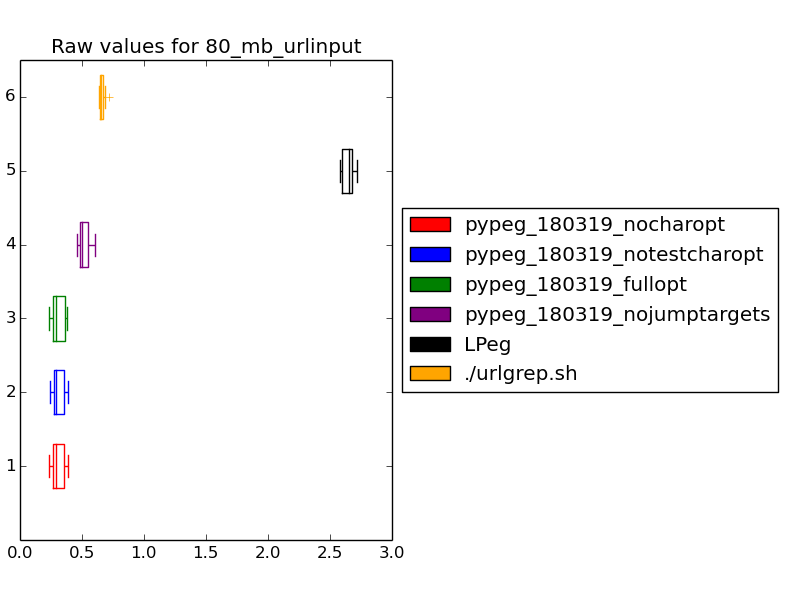 Raw values for 80_mb_urlinput
6
5
4
3
2
1
0.0 0.5 1.0 1.5 2.0 2.5 3.0
pypeg_180319_nocharopt
pypeg_180319_notestcharopt
pypeg_180319_fullopt
pypeg_180319_nojumptargets
LPeg
./urlgrep.sh